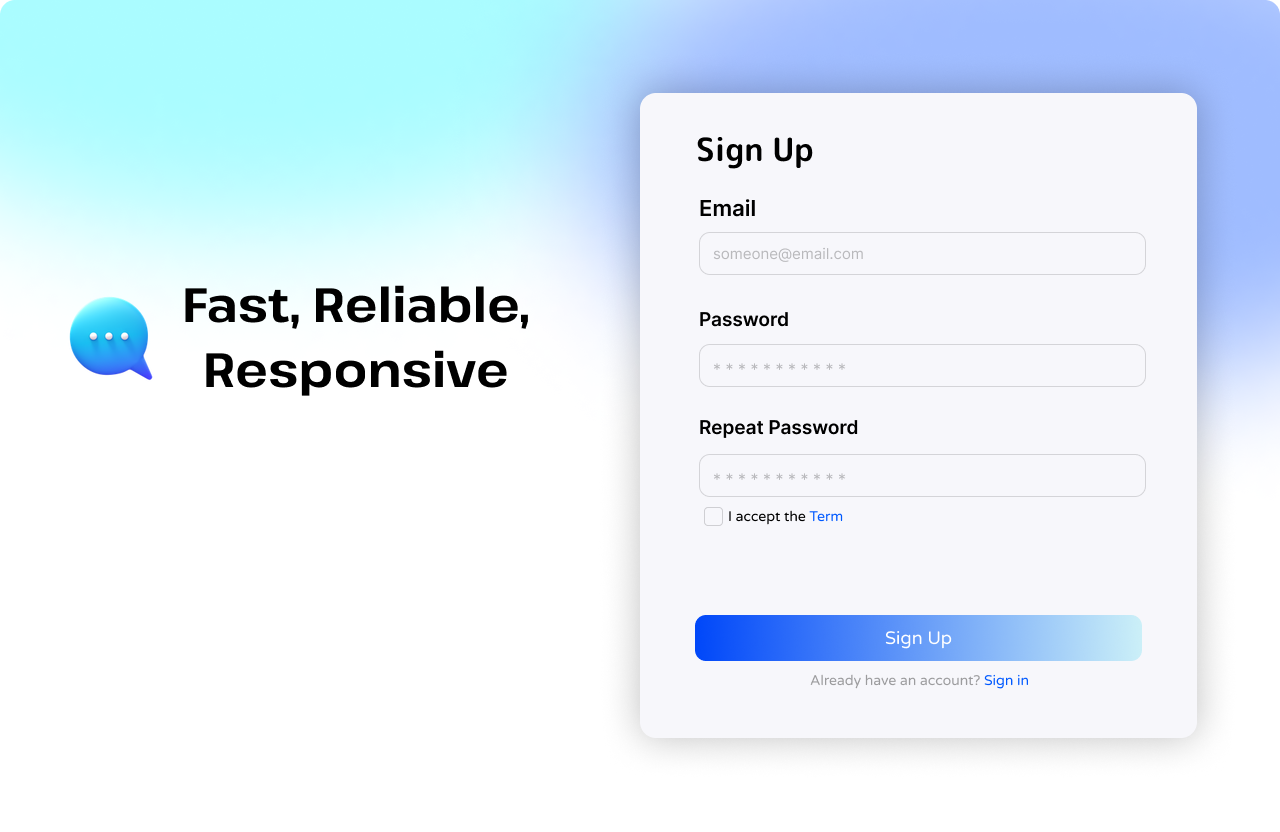 Fast, Reliable,
Responsive
Sign Up
Email
someone@email.com
Password
* * * * * * * * * * *
Repeat Password
* * * * * * * * * * *
I accept the Term
Sign Up
Already have an account? Sign in